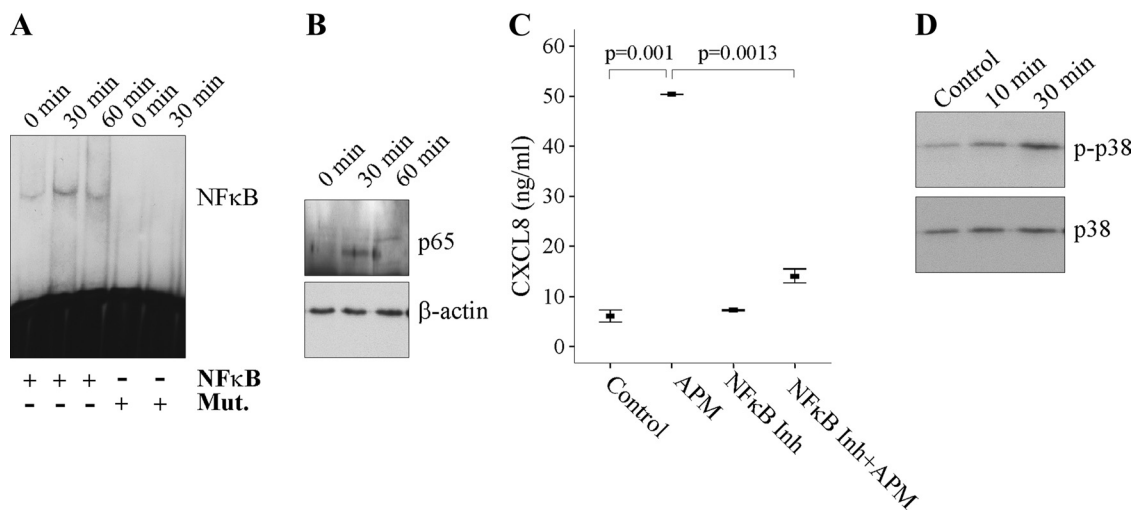 A
0 min
30 min
60 min
0 min
30 min
NFκB
+ + + - - NFκB
- - - + + Mut.
B
0 min
30 min
60 min
p65
β-actin
C
p=0.001
p=0.0013
CXCL8 (ng/ml)
60
50
40
30
20
10
0
Control
APM
NFκB Inh
NFκB Inh+APM
D
Control
10 min
30 min
p-p38
p38